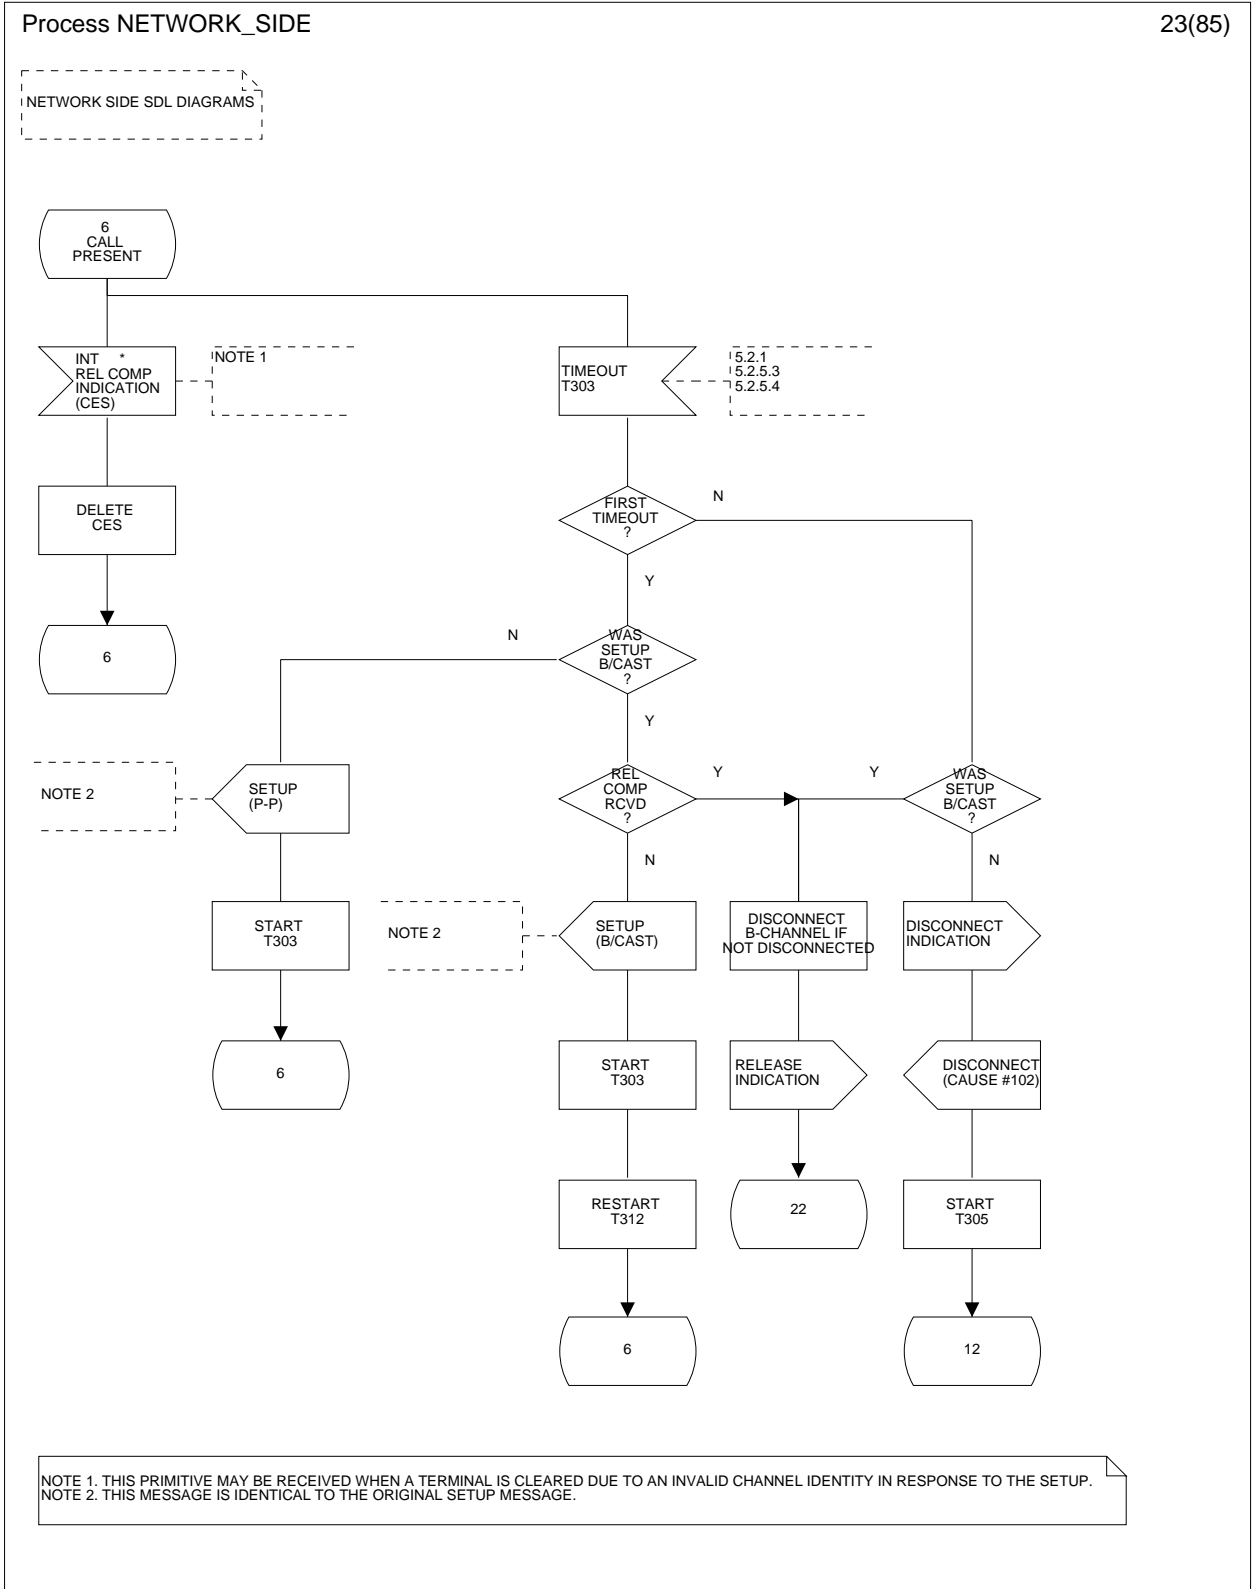 Process NETWORK_SIDE
23(85)
NETWORK SIDE SDL DIAGRAMS
6
CALL
PRESENT
INT *
REL COMP
INDICATION
(CES)
NOTE 1
TIMEOUT
T303
5.2.1
5.2.5.3
5.2.5.4
DELETE
CES
FIRST
TIMEOUT
?
N
Y
6
N
WAS
SETUP
B/CAST
?
Y
NOTE 2
SETUP
(P-P)
REL
COMP
RCVD
?
Y
Y
WAS
SETUP
B/CAST
?
N
N
START
T303
NOTE 2
SETUP
(B/CAST)
DISCONNECT
B-CHANNEL IF
NOT DISCONNECTED
DISCONNECT
INDICATION
6
START
T303
RELEASE
INDICATION
DISCONNECT
(CAUSE #102)
RESTART
T312
22
START
T305
6
12
NOTE 1. THIS PRIMITIVE MAY BE RECEIVED WHEN A TERMINAL IS CLEARED DUE TO AN INVALID CHANNEL IDENTITY IN RESPONSE TO THE SETUP.
NOTE 2. THIS MESSAGE IS IDENTICAL TO THE ORIGINAL SETUP MESSAGE.